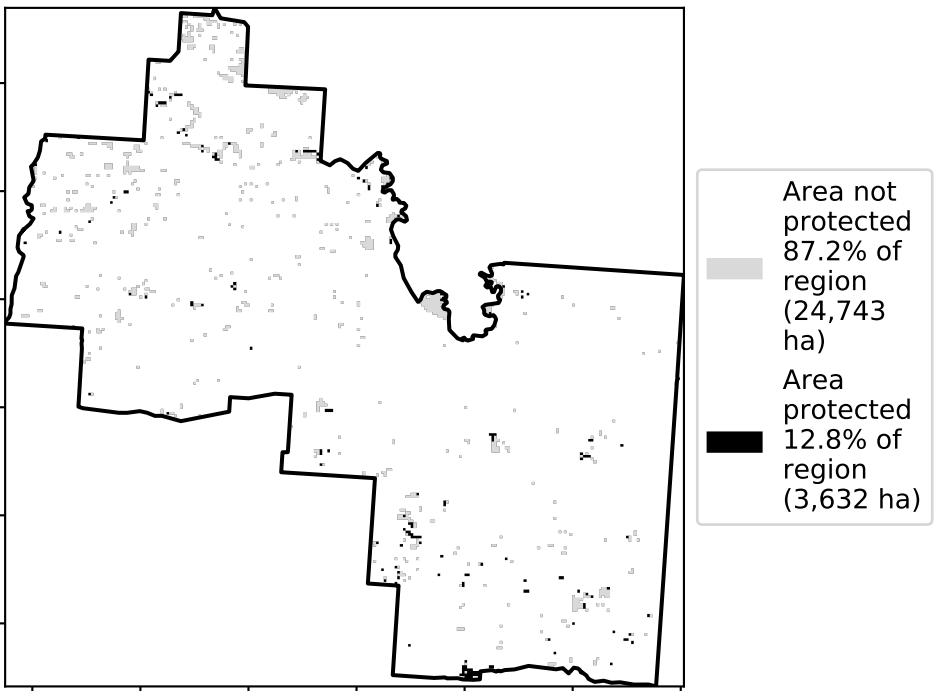 Area not
protected
87.2% of
region
(24,743
ha)
Area
protected
12.8% of
region
(3,632 ha)